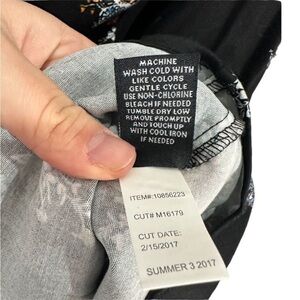 MACHINE
WASH COLD WITH
LIKE COLORS
GENTLE CYCLE
USE NON-CHLORINE
BLEACH IF NEEDED
TUMBLE DRY LOW
REMOVE PROMPTLY
AND TOUCH UP
WITH COOL IRON
IF NEEDED
ITEM#: 10856223
CUT# M16179
CUT DATE:
2/15/2017
SUMMER 3 2017